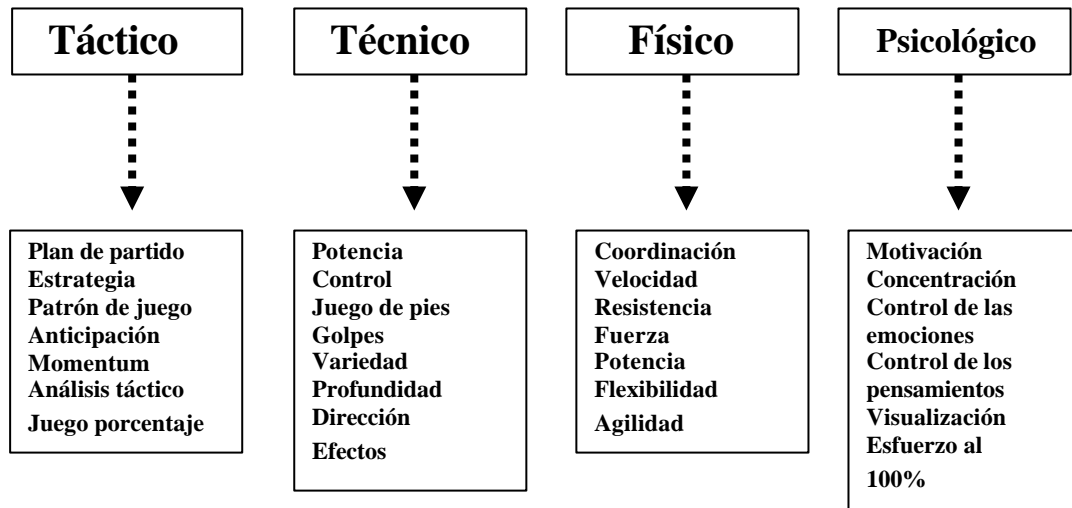 Táctico
Técnico
Físico
Psicológico
Plan de partido
Estrategia
Patrón de juego
Anticipación
Momentum
Análisis táctico
Juego porcentaje
Potencia
Control
Juego de pies
Golpes
Variedad
Profundidad
Dirección
Efectos
Coordinación
Velocidad
Resistencia
Fuerza
Potencia
Flexibilidad
Agilidad
Motivación
Concentración
Control de las
emociones
Control de los
pensamientos
Visualización
Esfuerzo al
100%